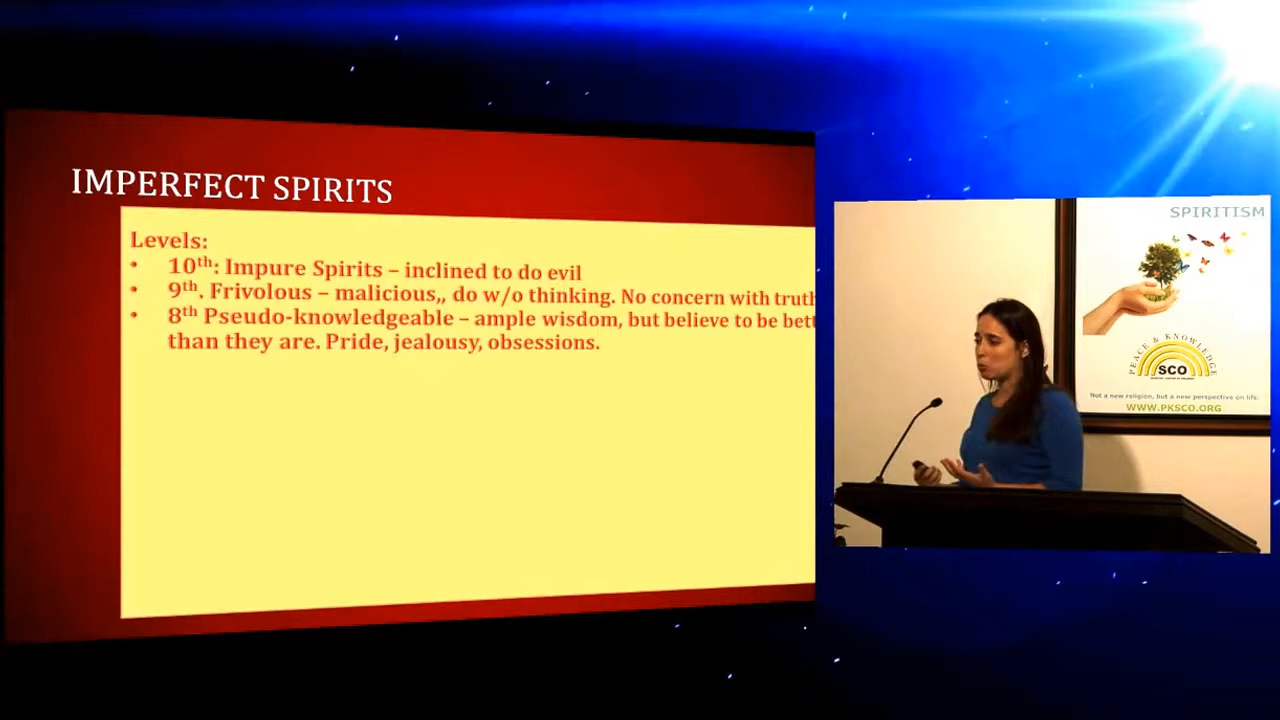 IMPERFECT SPIRITS
Levels:
• 10th: Impure Spirits – inclined to do evil
• 9th. Frivolous – malicious,, do w/o thinking. No concern with truth
• 8th Pseudo-knowledgeable – ample wisdom, but believe to be bett
than they are. Pride, jealousy, obsessions.
SPIRITISM
PEACE & KNOWLEDGE
SCO
Not a new religion, but a new perspective on life.
WWW.PKSCO.ORG